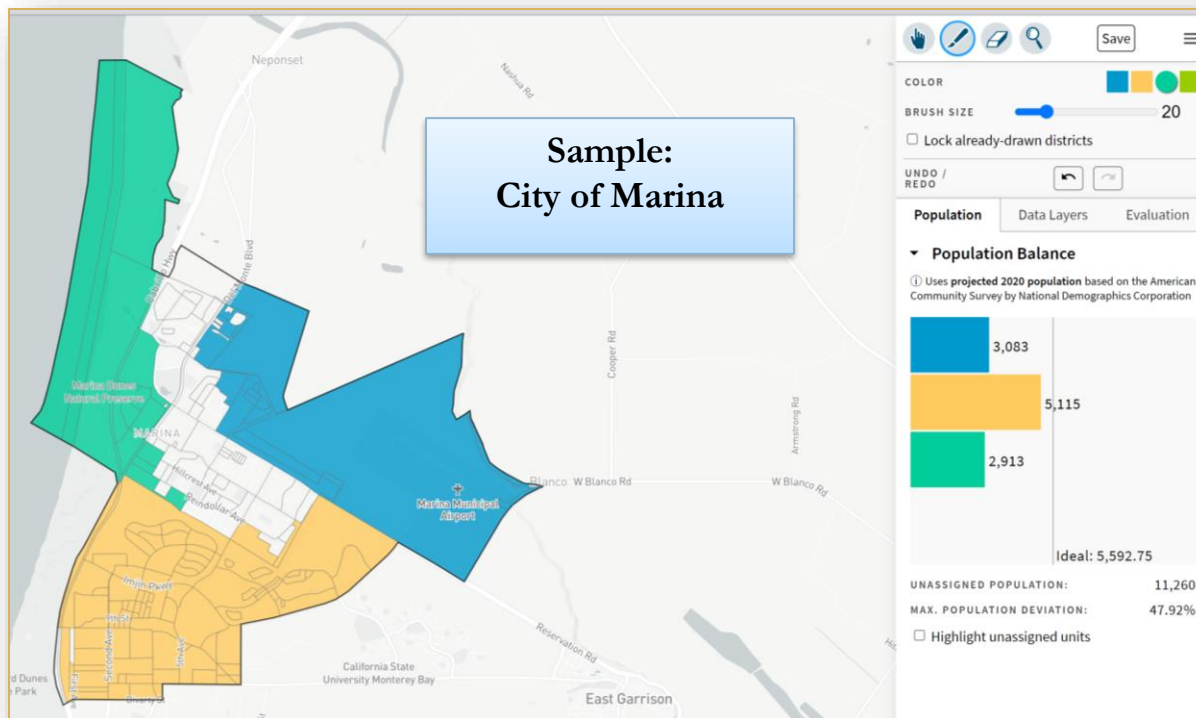 Neponset
Nashua Rd
Sample:
City of Marina
Cabrillo Hwy
Monte Blvd
Cooper Rd
Armstrong Rd
Marina Dunes
Natural Preserve
MARINA
Hillcrest Ave
Reindollar Ave
Blanco
W Blanco Rd
W Blanco Rd
Marina Municipal
Airport
Imjin Pkwy
Second Ave
Reservation Rd
California State
University Monterey Bay
East Garrison
Save
COLOR
BRUSH SIZE
20
Lock already-drawn districts
UNDO /
REDO
Population
Data Layers
Evaluation
Population Balance
Uses projected 2020 population based on the American
Community Survey by National Demographics Corporation
3,083
5,115
2,913
Ideal: 5,592.75
UNASSIGNED POPULATION:
11,260
MAX. POPULATION DEVIATION:
47.92%
Highlight unassigned units